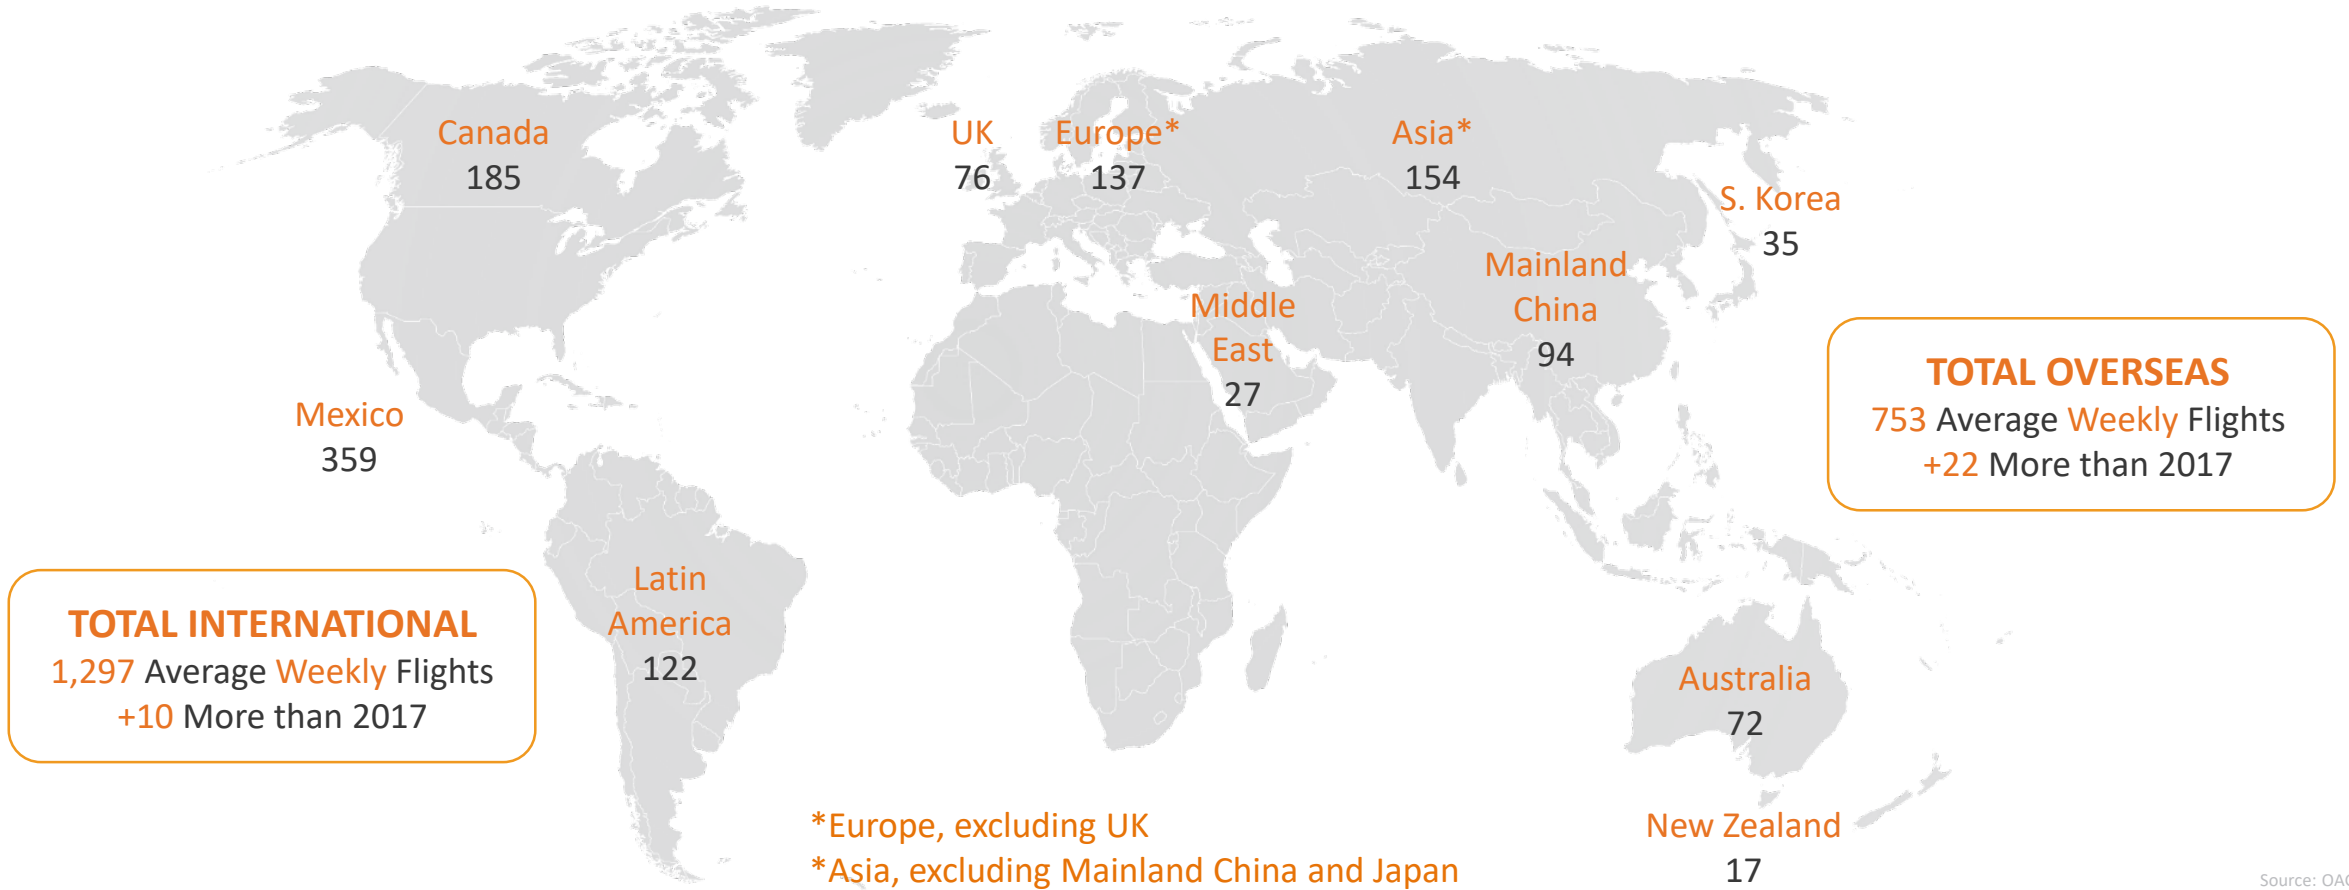 Canada
185
UK
76
Europe*
137
Asia*
154
S. Korea
35
Mainland
China
94
Middle
East
27
Mexico
359
TOTAL OVERSEAS
753 Average Weekly Flights
+22 More than 2017
Latin
America
122
TOTAL INTERNATIONAL
1,297 Average Weekly Flights
+10 More than 2017
Australia
72
New Zealand
17
*Europe, excluding UK
*Asia, excluding Mainland China and Japan
Source: